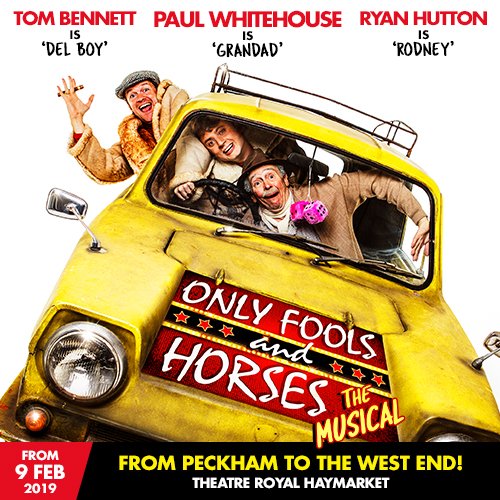 TOM BENNETT
IS
'DEL BOY'
PAUL WHITEHOUSE
IS
'GRANDAD'
RYAN HUTTON
IS
'RODNEY'
ONLY FOOLS
and
HORSES
THE
MUSICAL
FROM
9 FEB
2019
FROM PECKHAM TO THE WEST END!
THEATRE ROYAL HAYMARKET